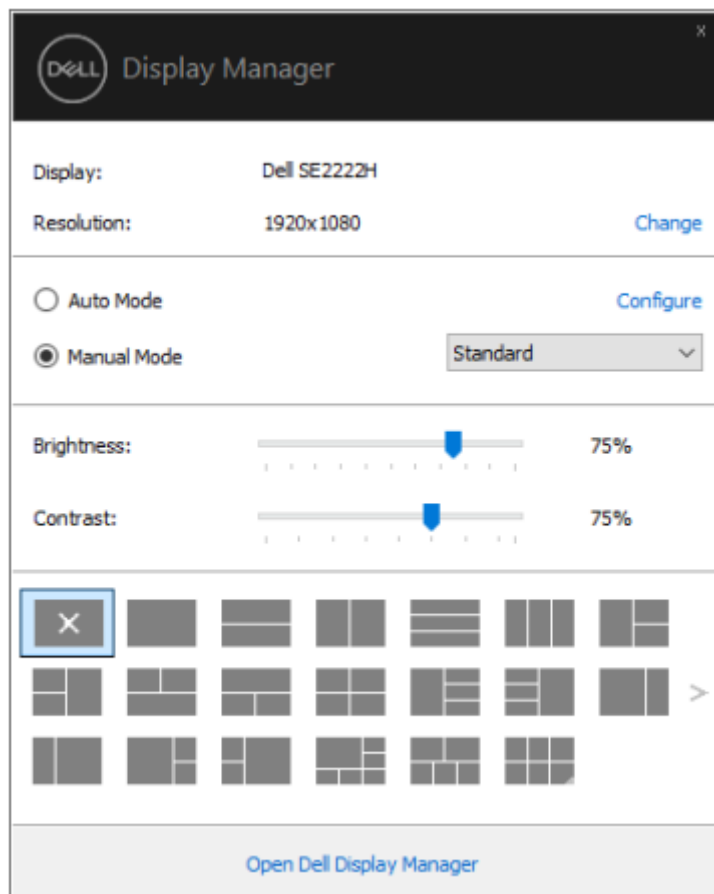 x
DELL Display Manager
Display: Dell SE2222H
Resolution: 1920x1080 Change
Auto Mode Configure
Manual Mode Standard
Brightness: 75%
Contrast: 75%
Open Dell Display Manager